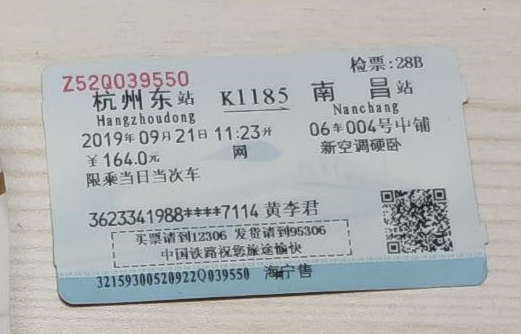 检票:28B
Z52Q039550
杭州东站 K1185 南昌站
Hangzhoudong Nanchang
2019年09月21日 11:23开 06车004号中铺
￥164.0元 网 新空调硬卧
限乘当日当次车
3623341988****7114 黄李君
买票请到12306 发货请到95306
中国铁路祝您旅途愉快
32159300520922Q039550 海宁售